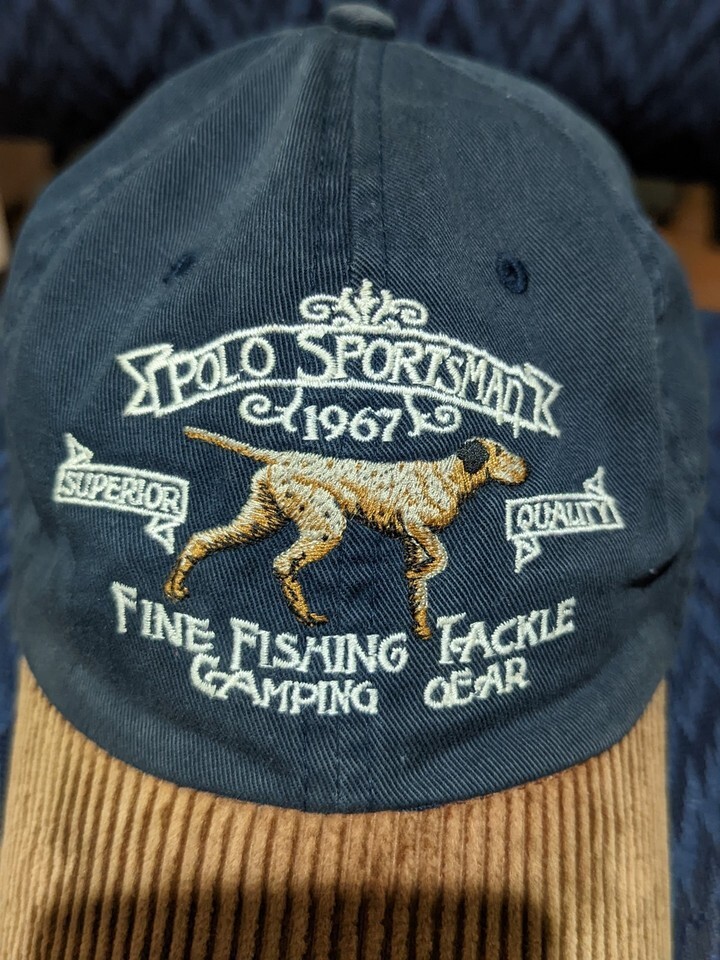 POLO SPORTSMAN
1967
SUPERIOR
QUALITY
FINE FISHING TACKLE
CAMPING GEAR